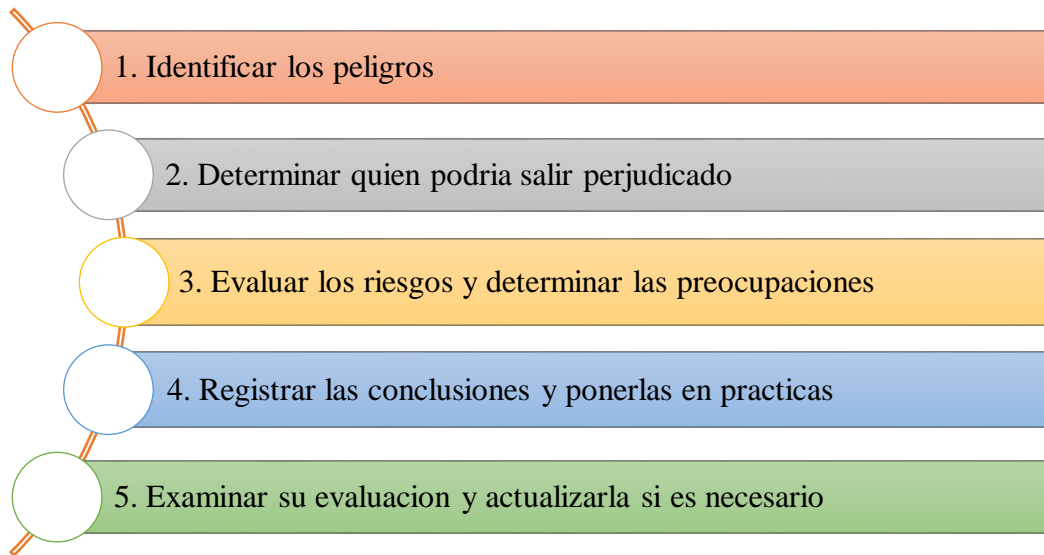 1. Identificar los peligros
2. Determinar quien podria salir perjudicado
3. Evaluar los riesgos y determinar las preocupaciones
4. Registrar las conclusiones y ponerlas en practicas
5. Examinar su evaluacion y actualizarla si es necesario